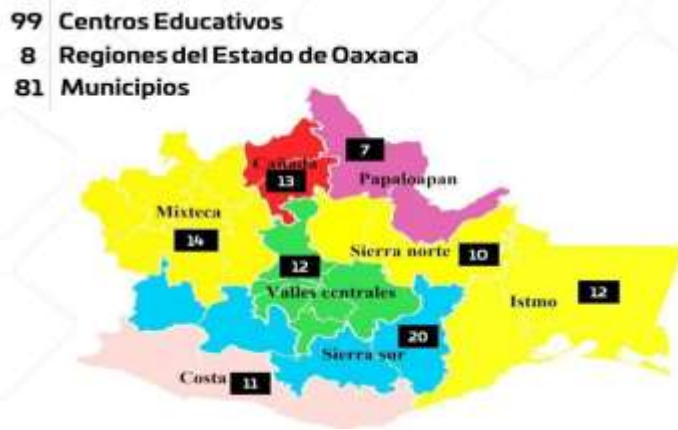 99 Centros Educativos
8 Regiones del Estado de Oaxaca
81 Municipios
Cañada
13
7
Papaloapan
Mixteca
14
Sierra norte
10
12
Valles centrales
Istmo
12
20
Sierra sur
Costa
11